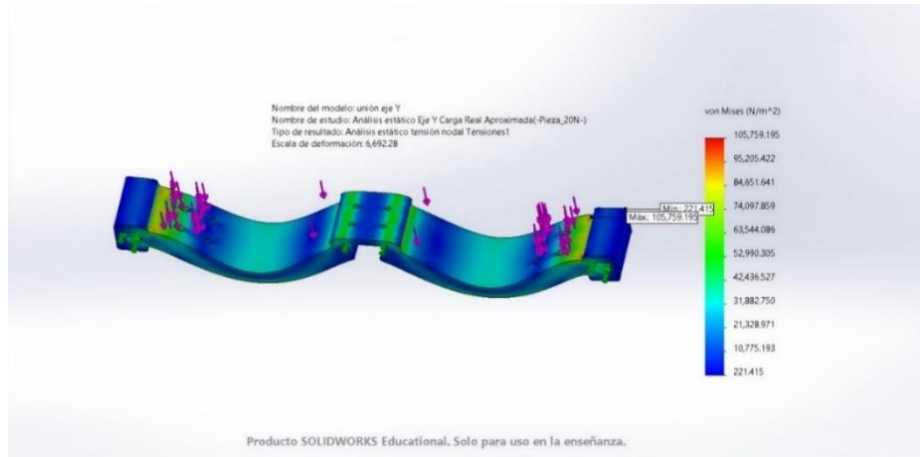 Nombre del modelo: unión eje Y
Nombre de estudio: Análisis estático Eje Y Carga Real Aproximada(-Pieza_20N-)
Tipo de resultado: Análisis estático tensión nodal Tensiones1
Escala de deformación: 6,692.28
von Mises (N/m^2)
105,759.195
95,205.422
84,651.641
74,097.859
63,544.086
52,990.305
42,436.527
31,882.750
21,328.971
10,775.193
221.415
Mín.: 221.415
Máx.: 105,759.195
Producto SOLIDWORKS Educational. Solo para uso en la enseñanza.